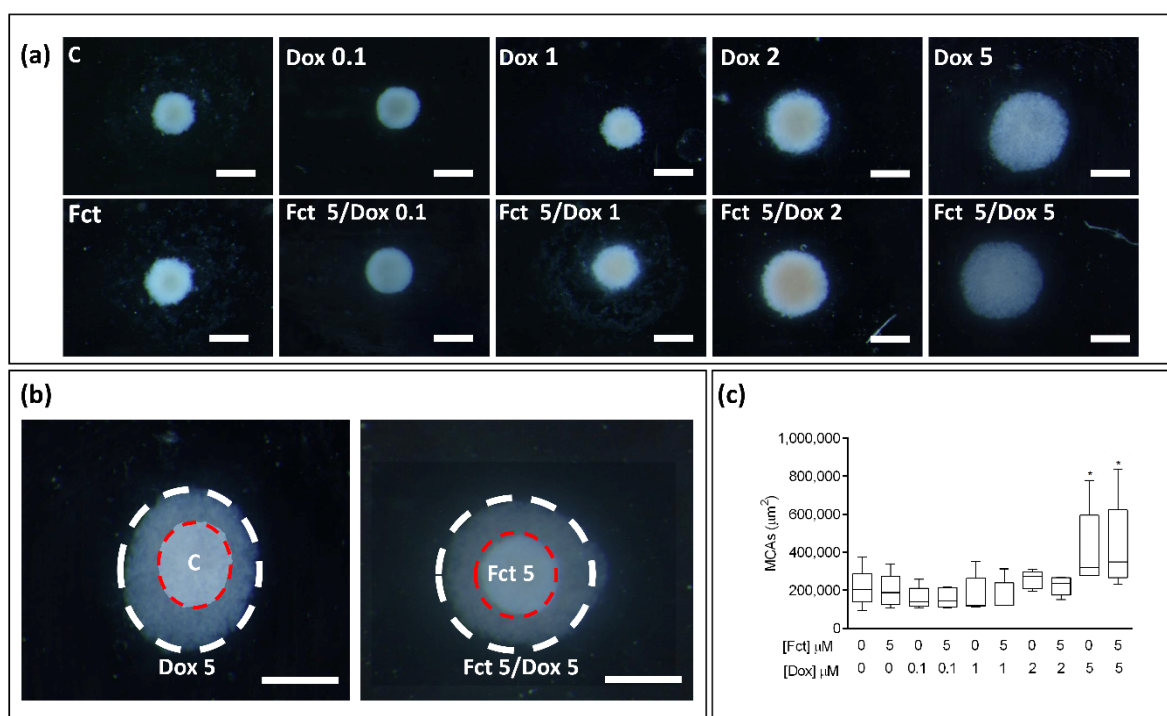 (a)
C
Dox 0.1
Dox 1
Dox 2
Dox 5
Fct
Fct 5/Dox 0.1
Fct 5/Dox 1
Fct 5/Dox 2
Fct 5/Dox 5
(b)
C
Dox 5
Fct 5
Fct 5/Dox 5
(c)
MCAs (µm²)
1,000,000
800,000
600,000
400,000
200,000
0
* *
[Fct] µM 0 5 0 5 0 5 0 5 0 5
[Dox] µM 0 0 0.1 0.1 1 1 2 2 5 5